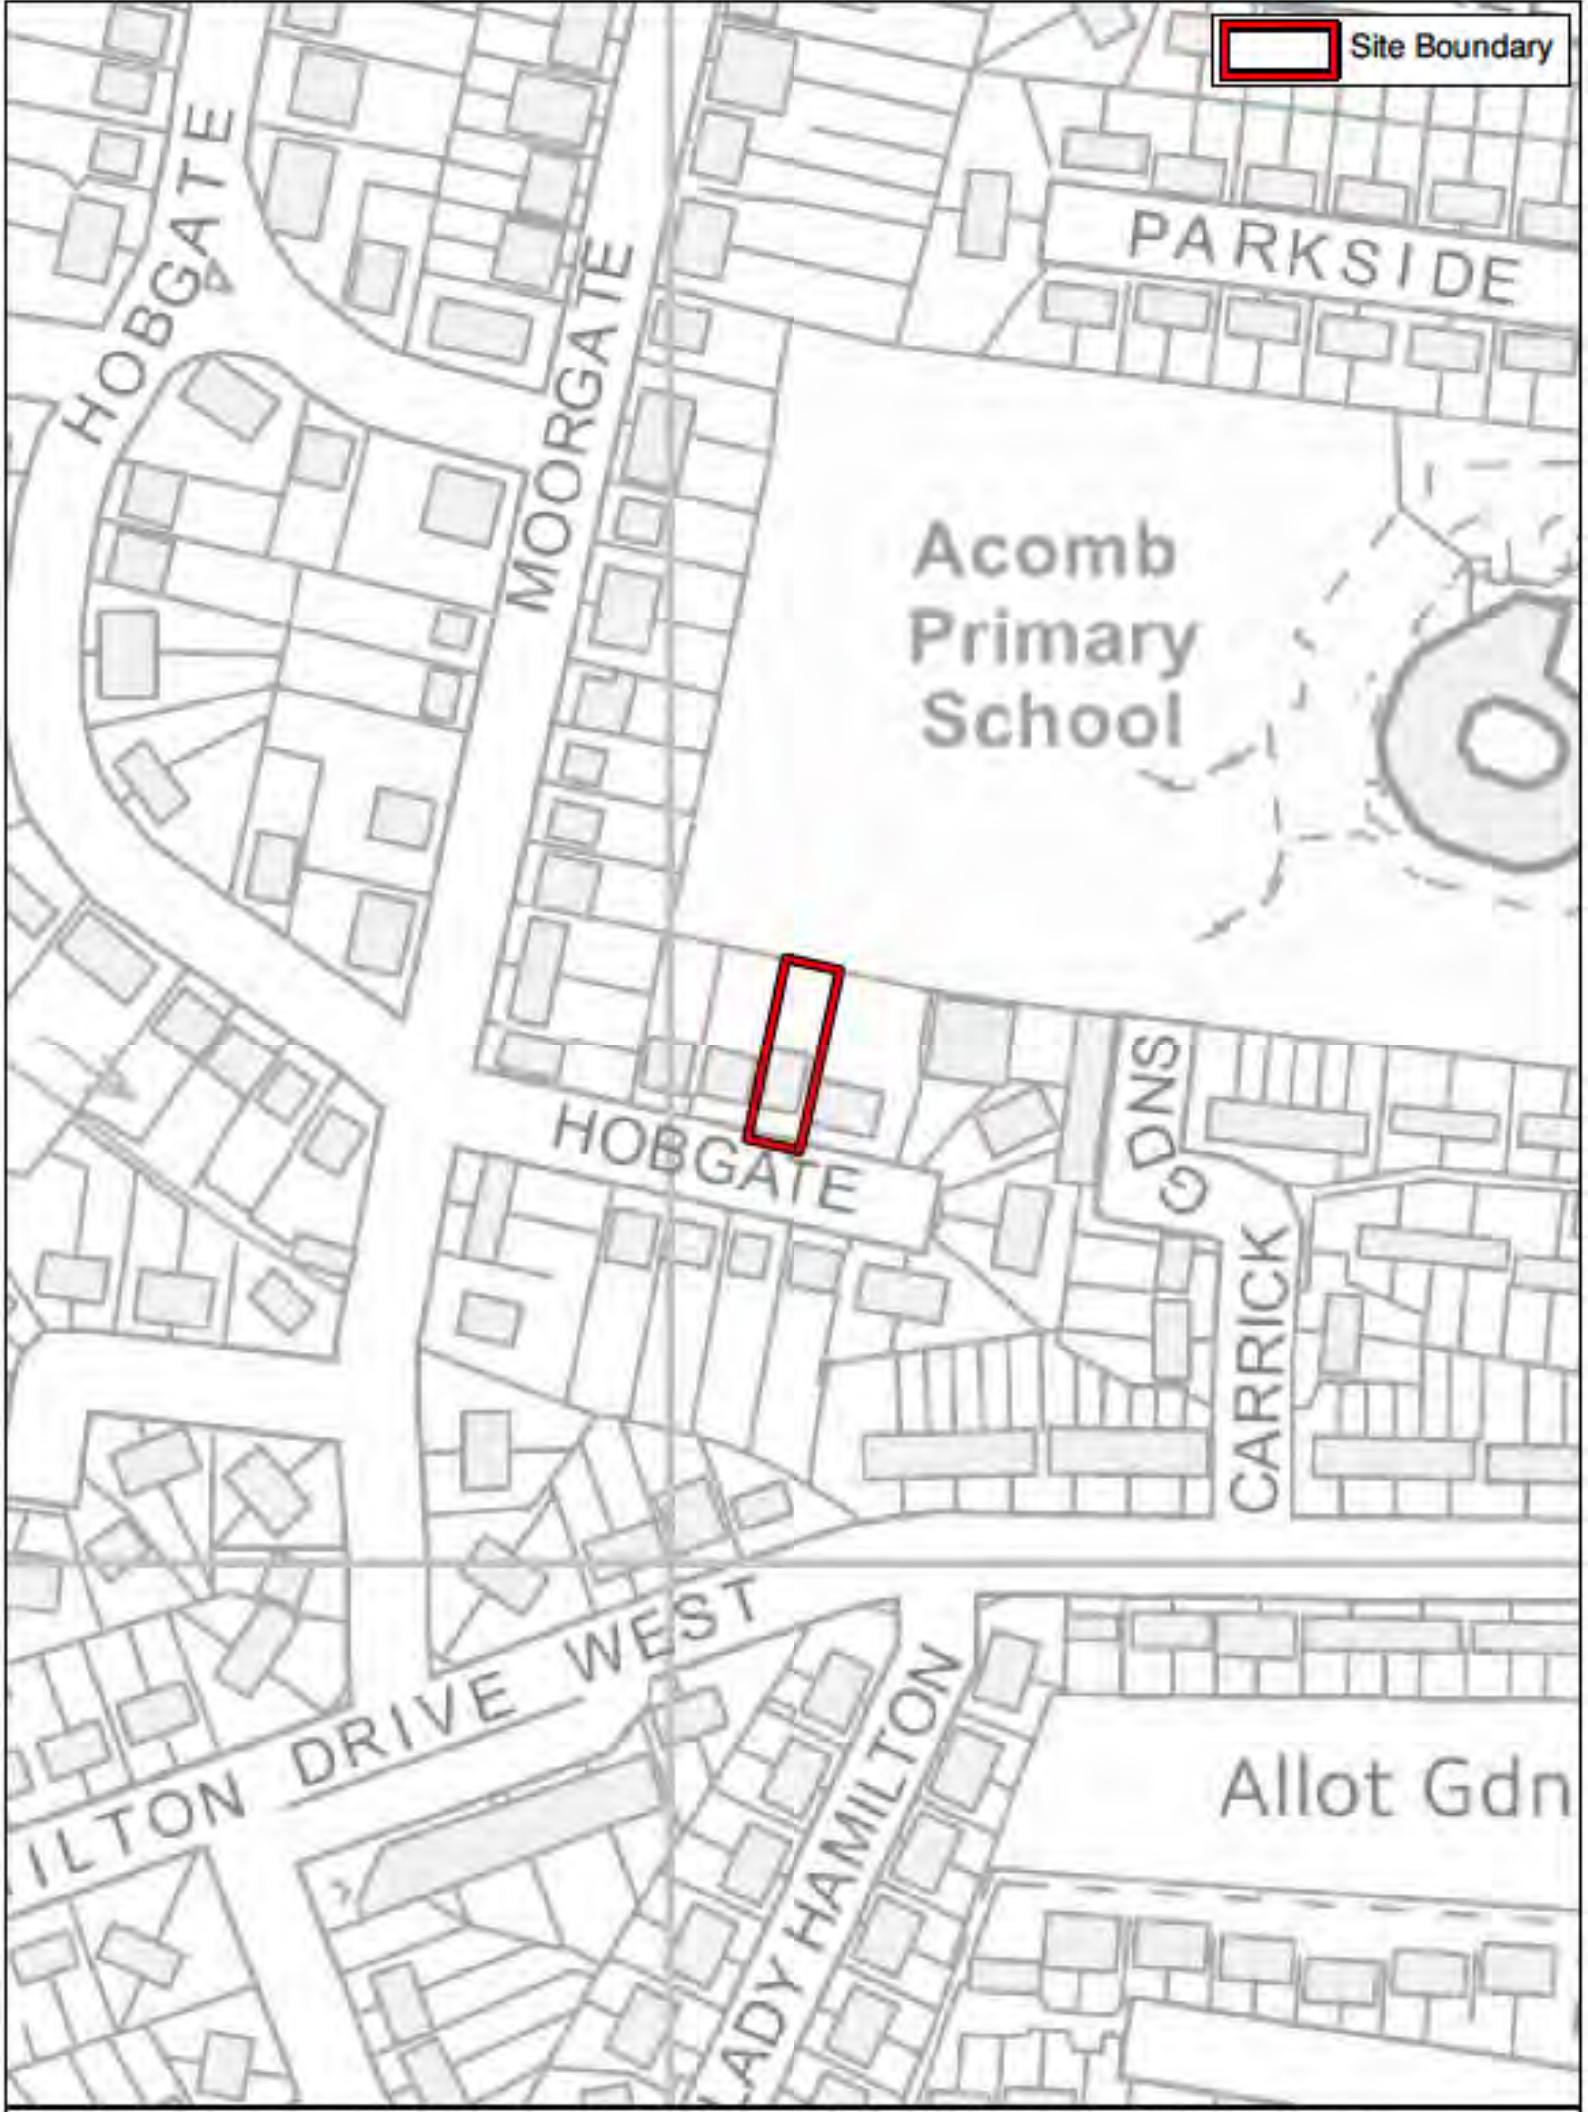 Site Boundary
HOBGATE
PARKSIDE
MOORGATE
Acomb
Primary
School
HOBGATE
CARRICK
GDNS
ILTON DRIVE WEST
LADY HAMILTON
Allot Gdn